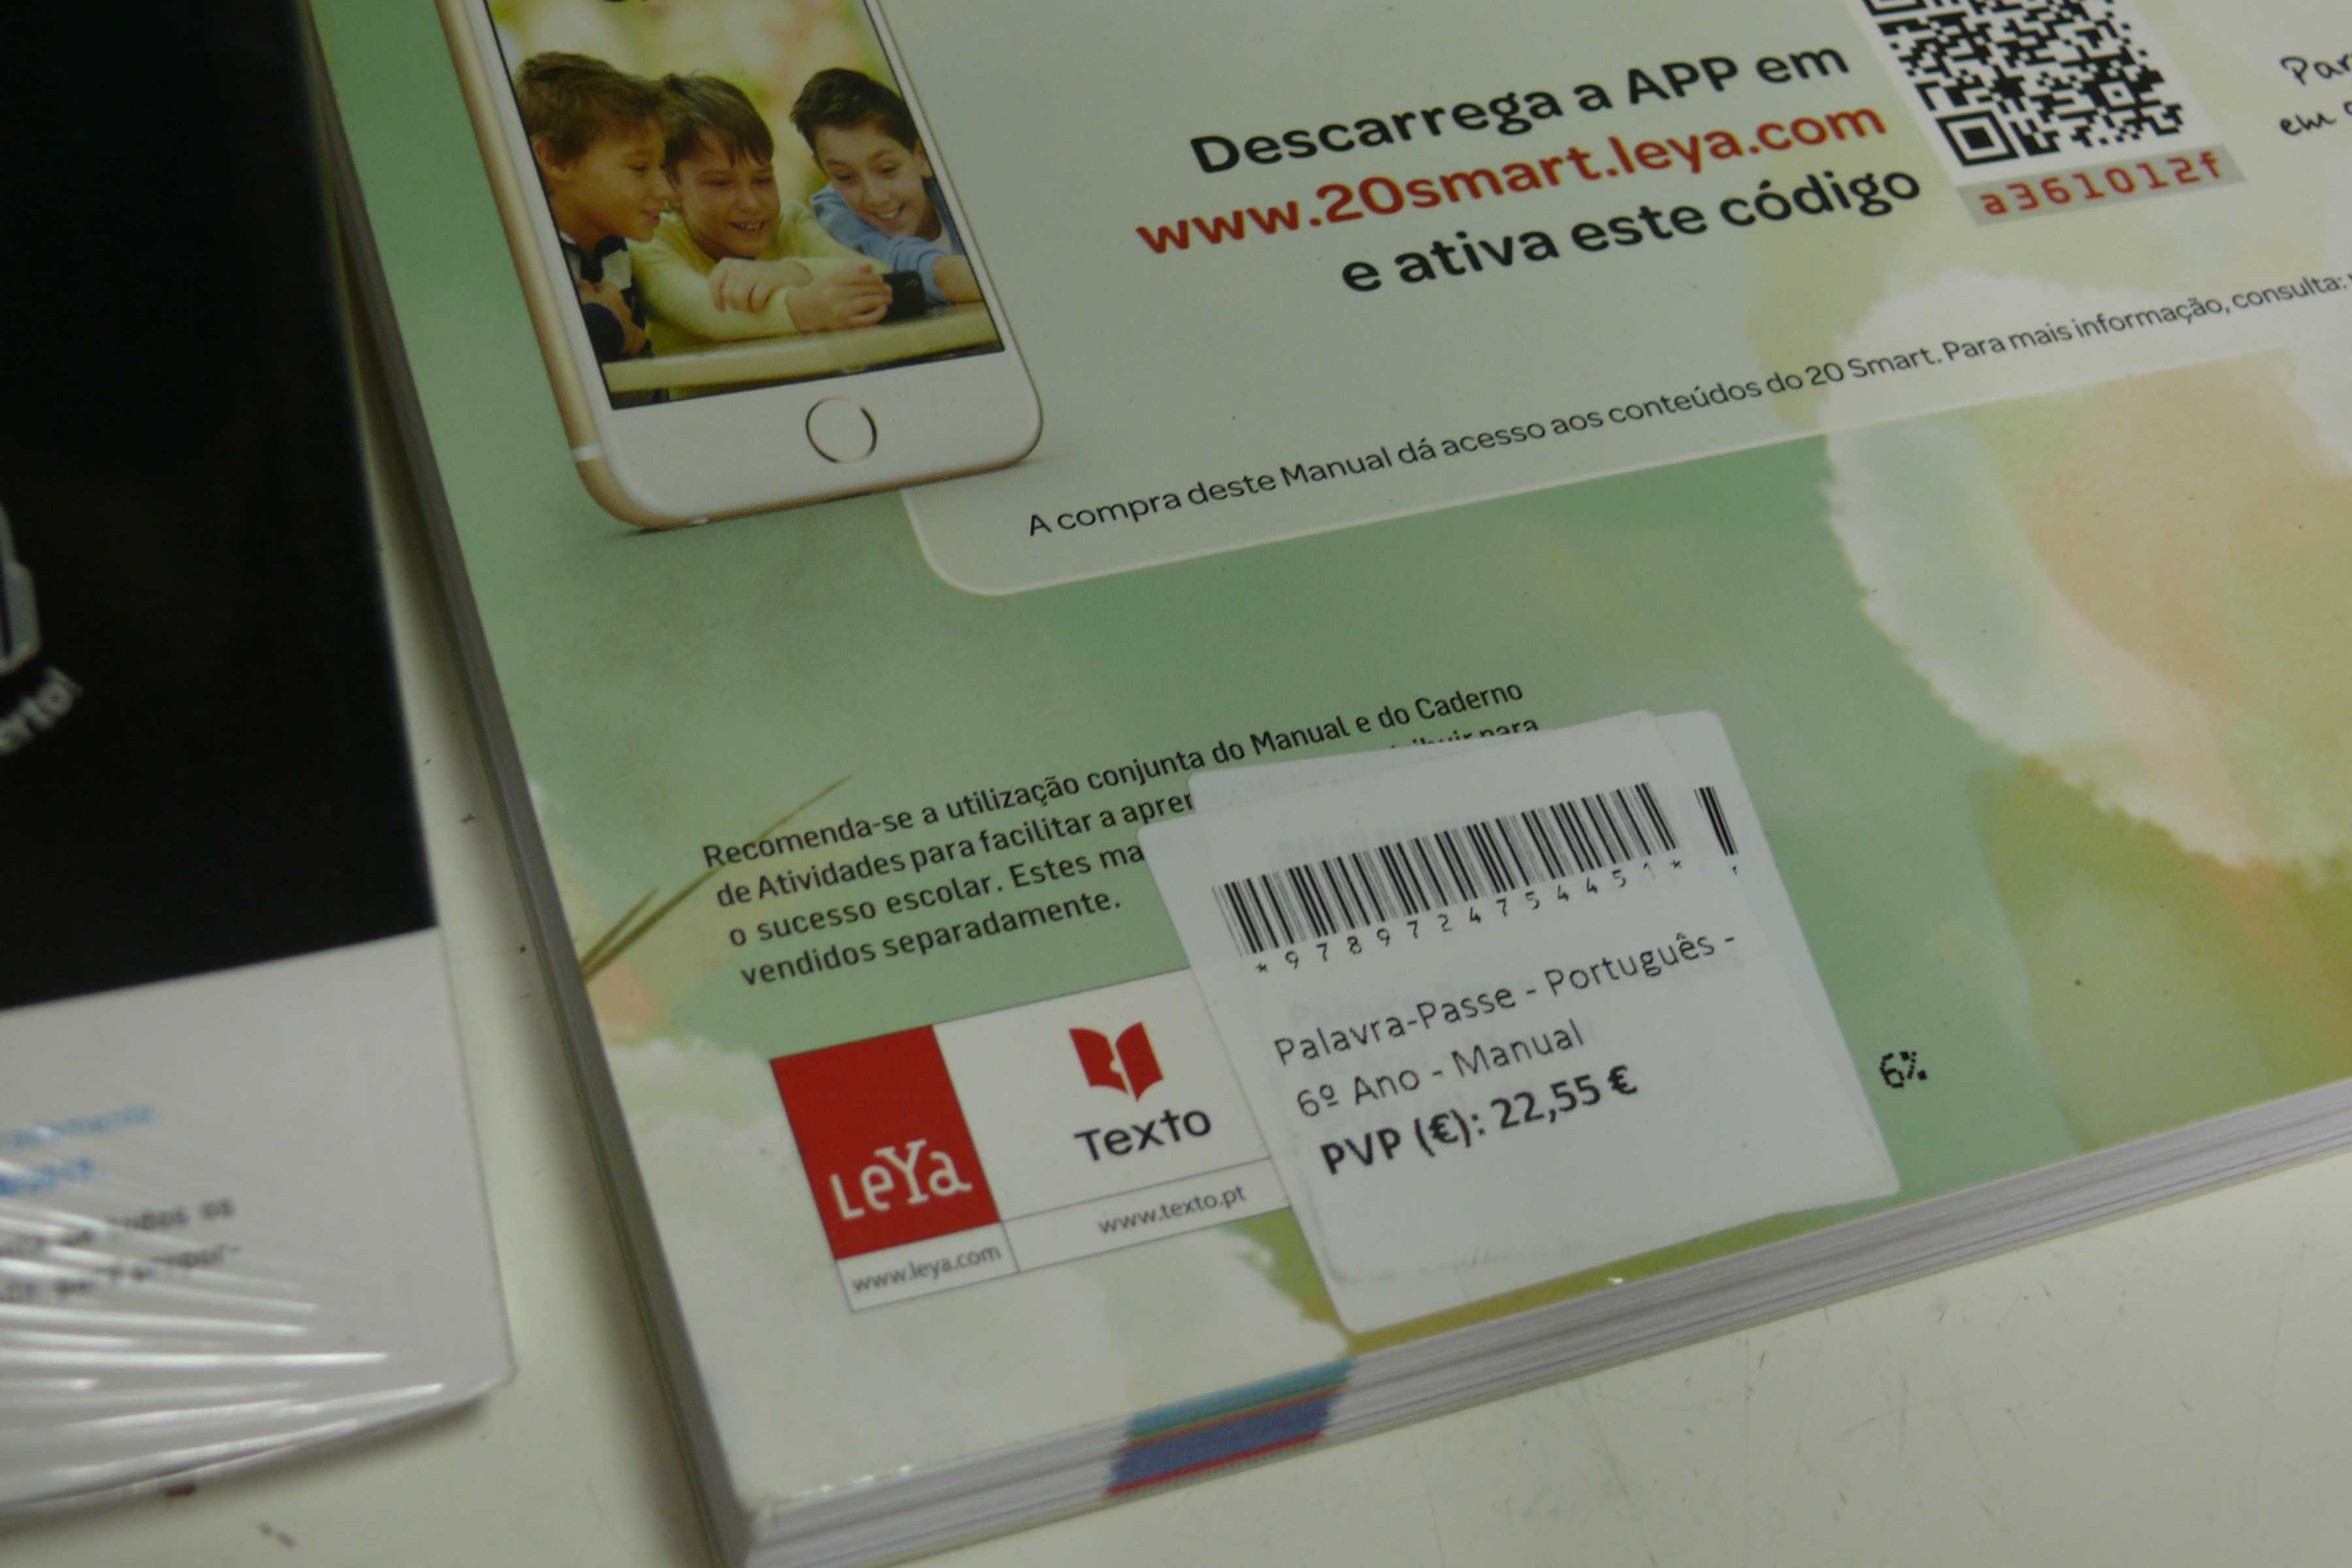 Descarrega a APP em
www.20smart.leya.com
e ativa este código
a361012f
Par
em
A compra deste Manual dá acesso aos conteúdos do 20 Smart. Para mais informação, consulta:
Recomenda-se a utilização conjunta do Manual e do Caderno
de Atividades para facilitar a apren para
o sucesso escolar. Estes ma
vendidos separadamente.
*9789724754451*
Palavra-Passe - Português -
6º Ano - Manual
PVP (€): 22,55 €
6%
LeYa
Texto
www.leya.com
www.texto.pt